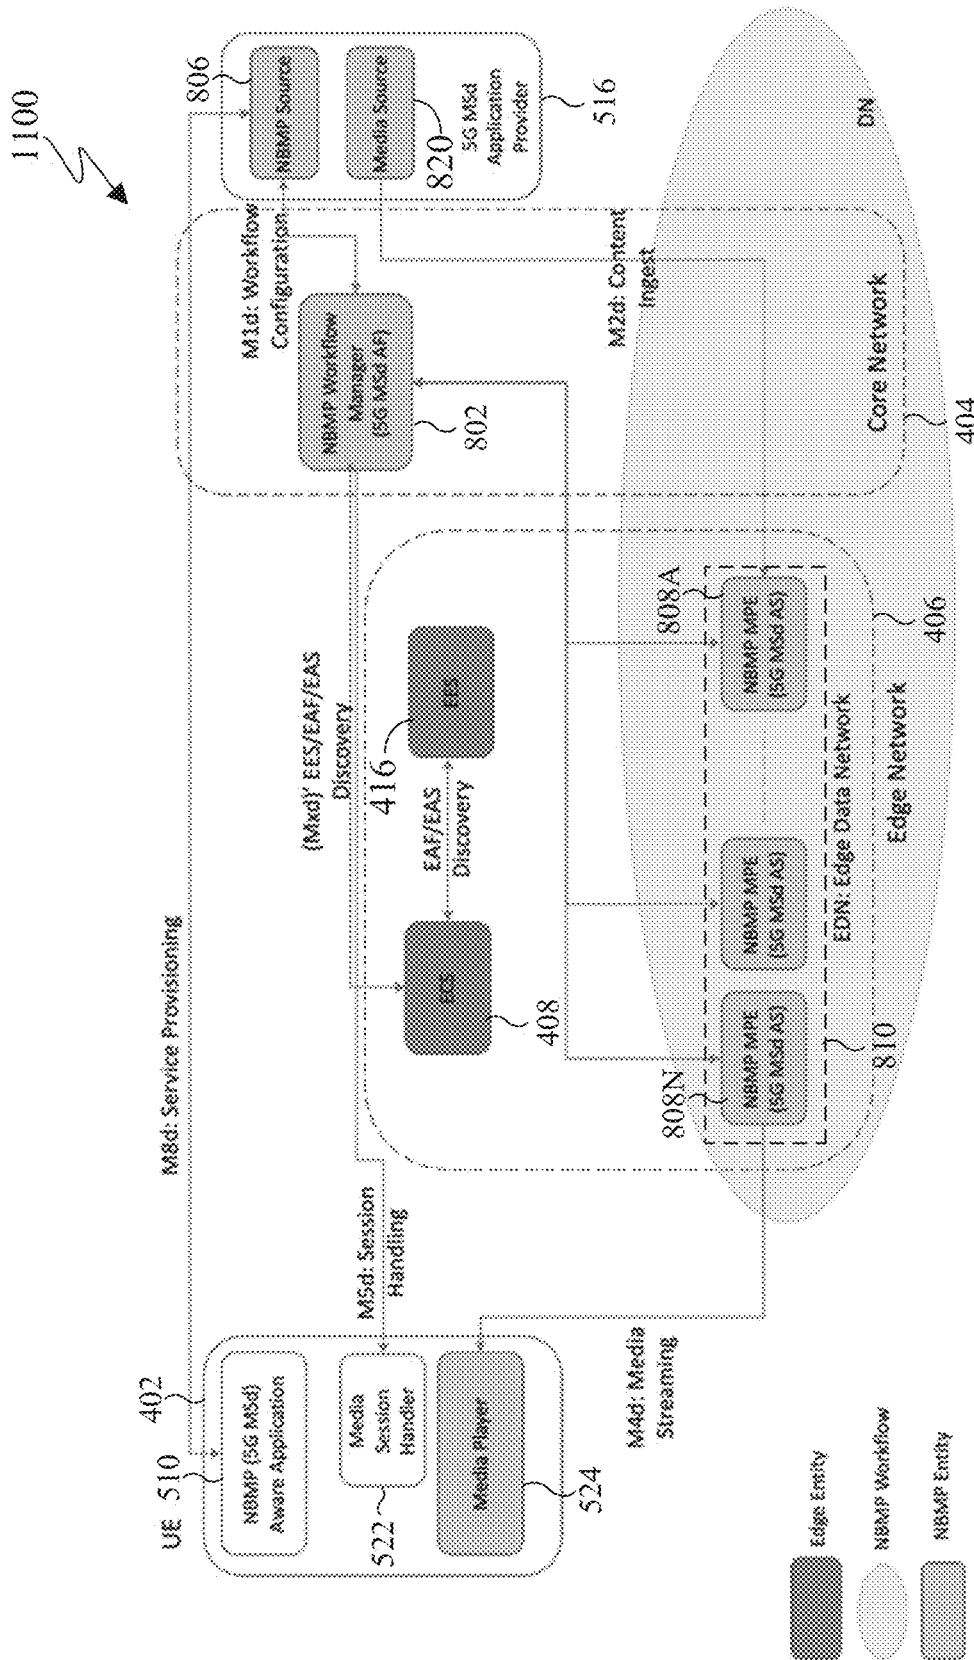 1100
UE
510
402
NBMP (5G MSd)
Aware Application
Media
Session
Handler
522
Media Player
524
M8d: Service Provisioning
M5d: Session
Handling
M4d: Media
Streaming
(Mxd)' EES/EAF/EAS
Discovery
408
EAF/EAS
Discovery
416
EES
808N
NBMP MPE
(5G MSd AS)
NBMP MPE
(5G MSd AS)
808A
NBMP MPE
(5G MSd AS)
810
EDN: Edge Data Network
406
Edge Network
M1d: Workflow
Configuration
NBMP Workflow
Manager
(5G MSd AF)
802
M2d: Content
Ingest
Core Network
404
DN
806
NBMP Source
Media Source
820
5G MSd
Application
Provider
516
Edge Entity
NBMP Workflow
NBMP Entity